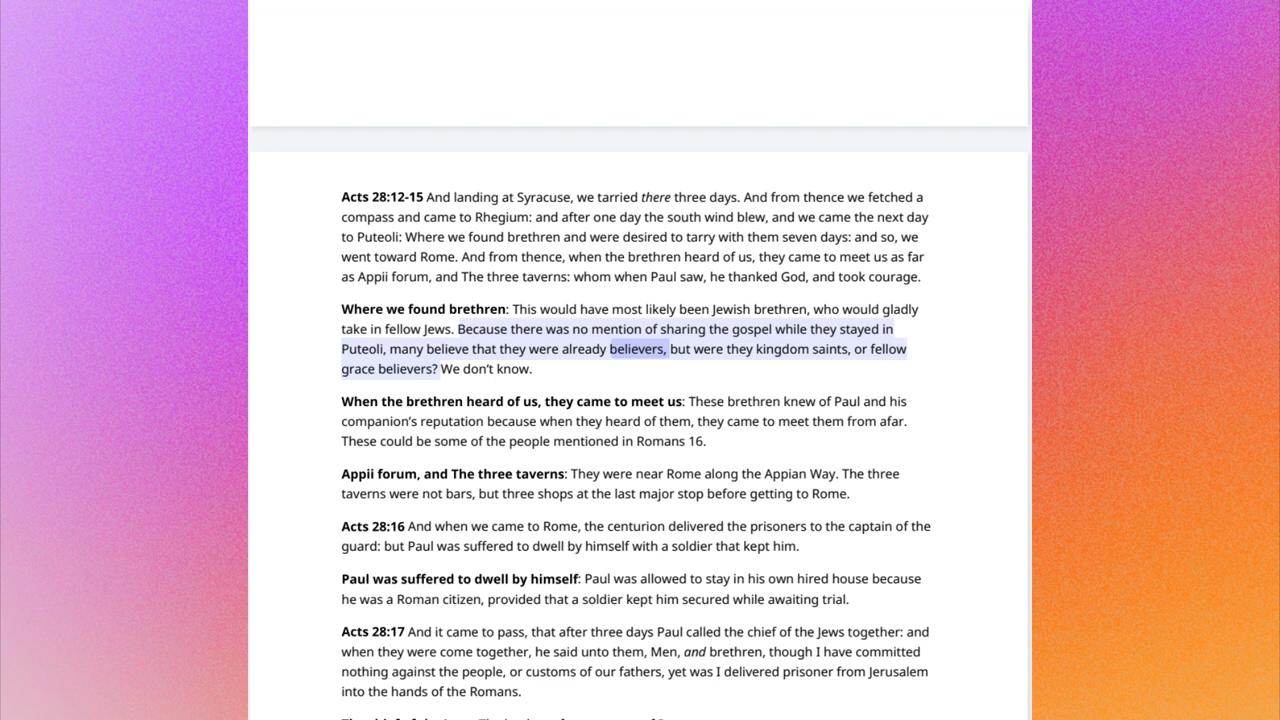 Acts 28:12-15 And landing at Syracuse, we tarried there three days. And from thence we fetched a
compass and came to Rhegium: and after one day the south wind blew, and we came the next day
to Puteoli: Where we found brethren and were desired to tarry with them seven days: and so, we
went toward Rome. And from thence, when the brethren heard of us, they came to meet us as far
as Appii forum, and The three taverns: whom when Paul saw, he thanked God, and took courage.
Where we found brethren: This would have most likely been Jewish brethren, who would gladly
take in fellow Jews. Because there was no mention of sharing the gospel while they stayed in
Puteoli, many believe that they were already believers, but were they kingdom saints, or fellow
grace believers? We don’t know.
When the brethren heard of us, they came to meet us: These brethren knew of Paul and his
companion’s reputation because when they heard of them, they came to meet them from afar.
These could be some of the people mentioned in Romans 16.
Appii forum, and The three taverns: They were near Rome along the Appian Way. The three
taverns were not bars, but three shops at the last major stop before getting to Rome.
Acts 28:16 And when we came to Rome, the centurion delivered the prisoners to the captain of the
guard: but Paul was suffered to dwell by himself with a soldier that kept him.
Paul was suffered to dwell by himself: Paul was allowed to stay in his own hired house because
he was a Roman citizen, provided that a soldier kept him secured while awaiting trial.
Acts 28:17 And it came to pass, that after three days Paul called the chief of the Jews together: and
when they were come together, he said unto them, Men, and brethren, though I have committed
nothing against the people, or customs of our fathers, yet was I delivered prisoner from Jerusalem
into the hands of the Romans.